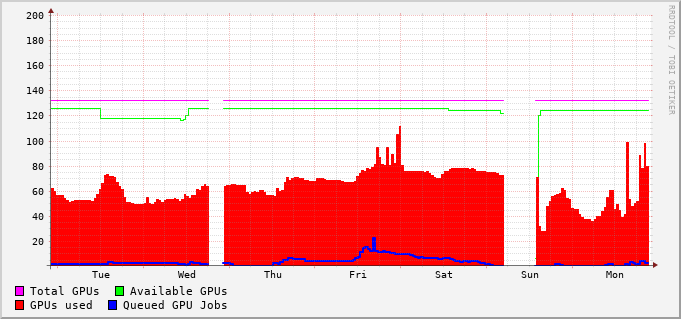 200
180
160
140
120
100
80
60
40
20
Tue Wed Thu Fri Sat Sun Mon
Total GPUs Available GPUs
GPUs used Queued GPU Jobs
RRDTOOL / TOBI OETIKER